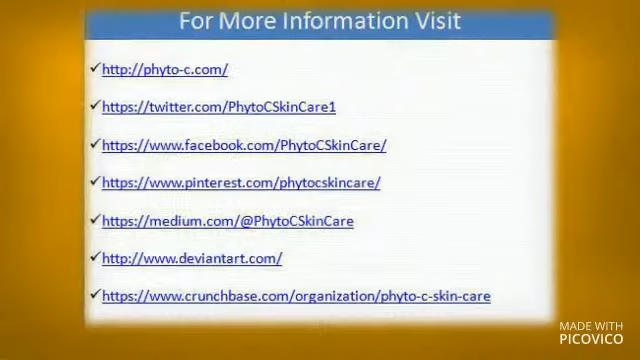 For More Information Visit
✓http://phyto-c.com/
✓https://twitter.com/PhytoCSkinCare1
✓https://www.facebook.com/PhytoCSkinCare/
✓https://www.pinterest.com/phytocskincare/
✓https://medium.com/@PhytoCSkinCare
✓http://www.deviantart.com/
✓https://www.crunchbase.com/organization/phyto-c-skin-care
MADE WITH
PICOVICO